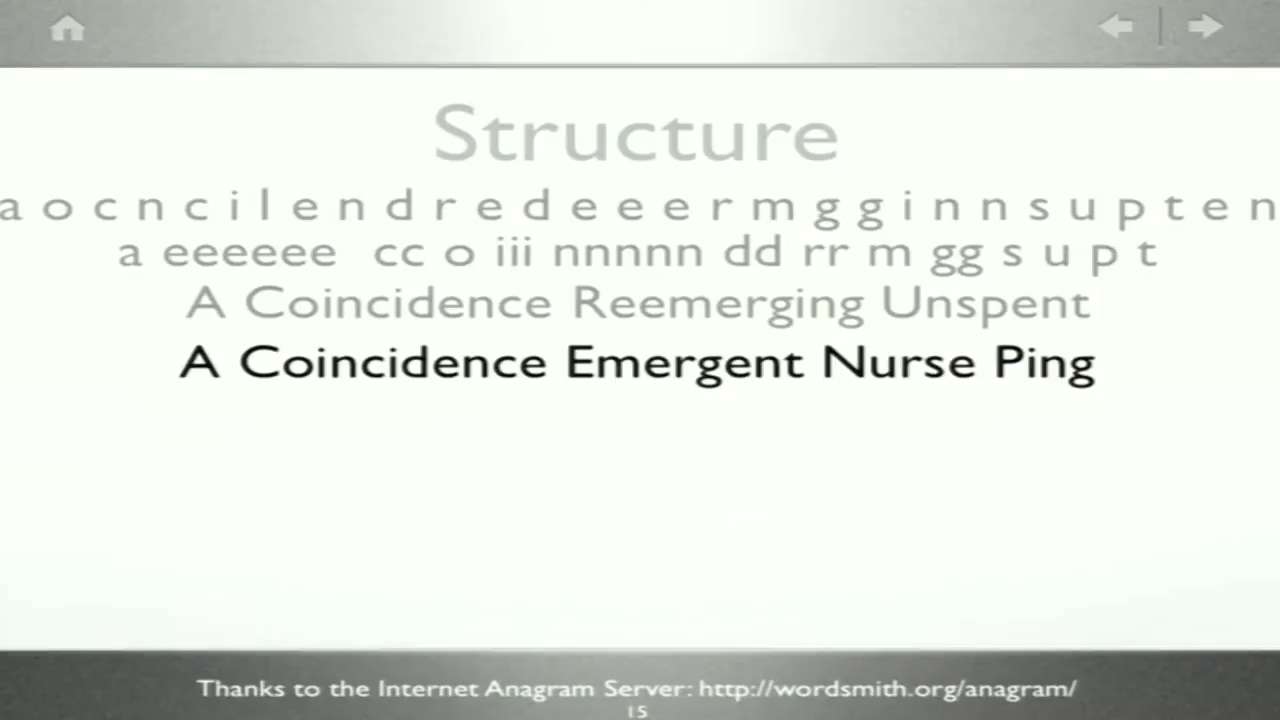 Structure
a o c n c i l e n d r e d e e e r m g g i n n s u p t e n
a eeeeee cc o iii nnnnn dd rr m gg s u p t
A Coincidence Reemerging Unspent
A Coincidence Emergent Nurse Ping
Thanks to the Internet Anagram Server: http://wordsmith.org/anagram/
15